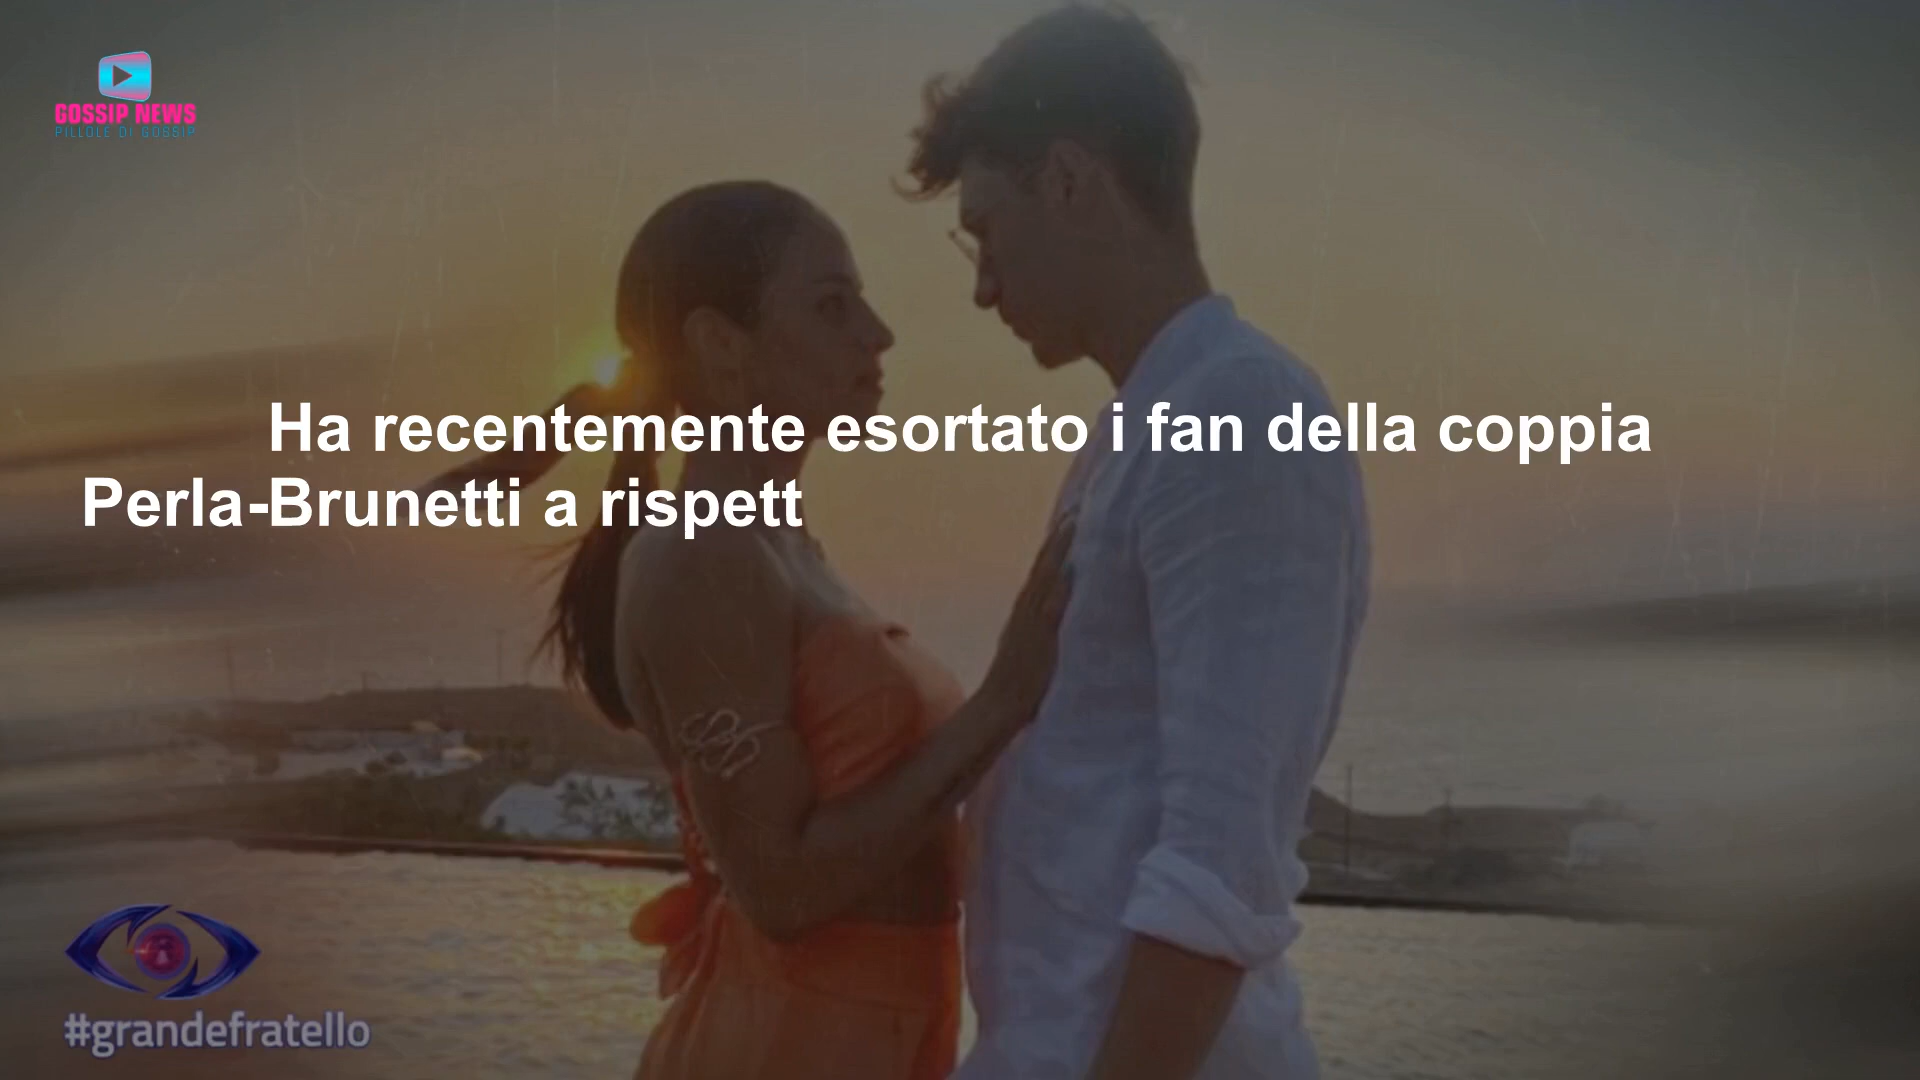 GOSSIP NEWS
PILLOLE DI GOSSIP
Ha recentemente esortato i fan della coppia
Perla-Brunetti a rispett
#grandefratello